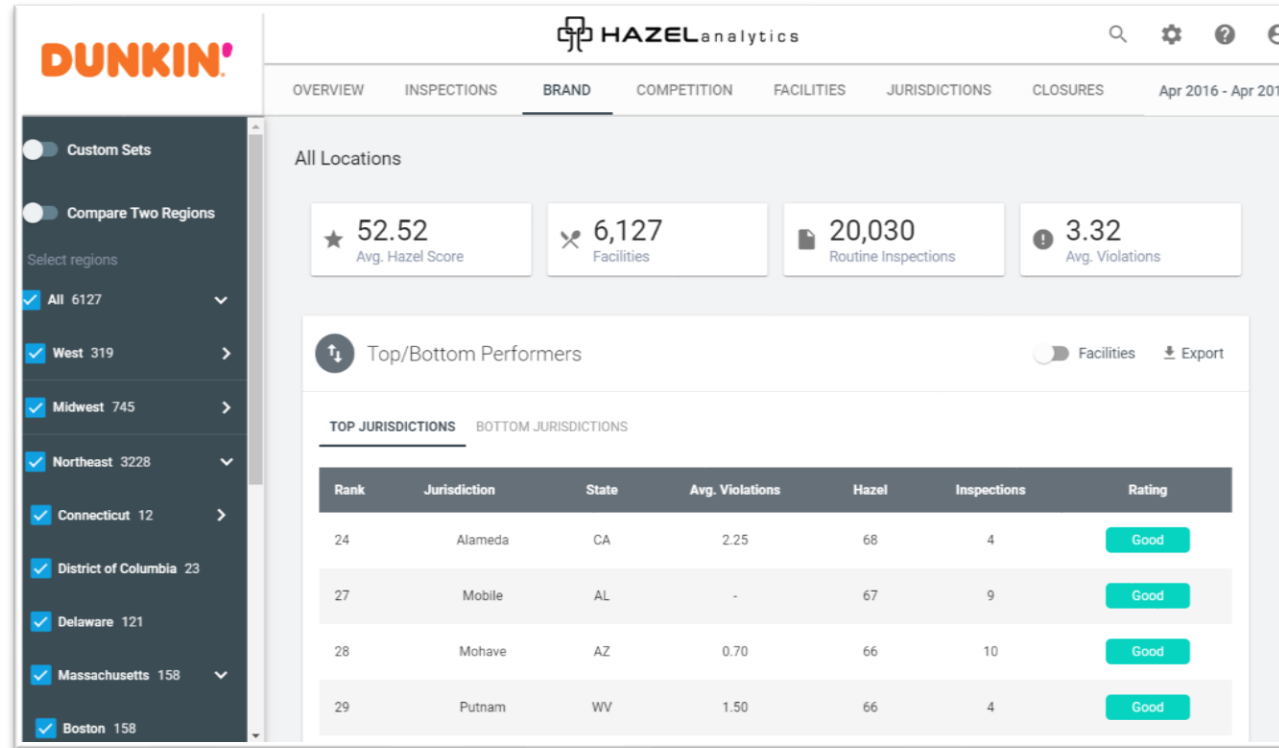 DUNKIN'
HAZELanalytics
OVERVIEW INSPECTIONS BRAND COMPETITION FACILITIES JURISDICTIONS CLOSURES Apr 2016 - Apr 201
Custom Sets
Compare Two Regions
Select regions
All 6127
West 319
Midwest 745
Northeast 3228
Connecticut 12
District of Columbia 23
Delaware 121
Massachusetts 158
Boston 158
All Locations
52.52
Avg. Hazel Score
6,127
Facilities
20,030
Routine Inspections
3.32
Avg. Violations
Top/Bottom Performers
Facilities
Export
TOP JURISDICTIONS BOTTOM JURISDICTIONS
Rank Jurisdiction State Avg. Violations Hazel Inspections Rating
24 Alameda CA 2.25 68 4 Good
27 Mobile AL - 67 9 Good
28 Mohave AZ 0.70 66 10 Good
29 Putnam WV 1.50 66 4 Good